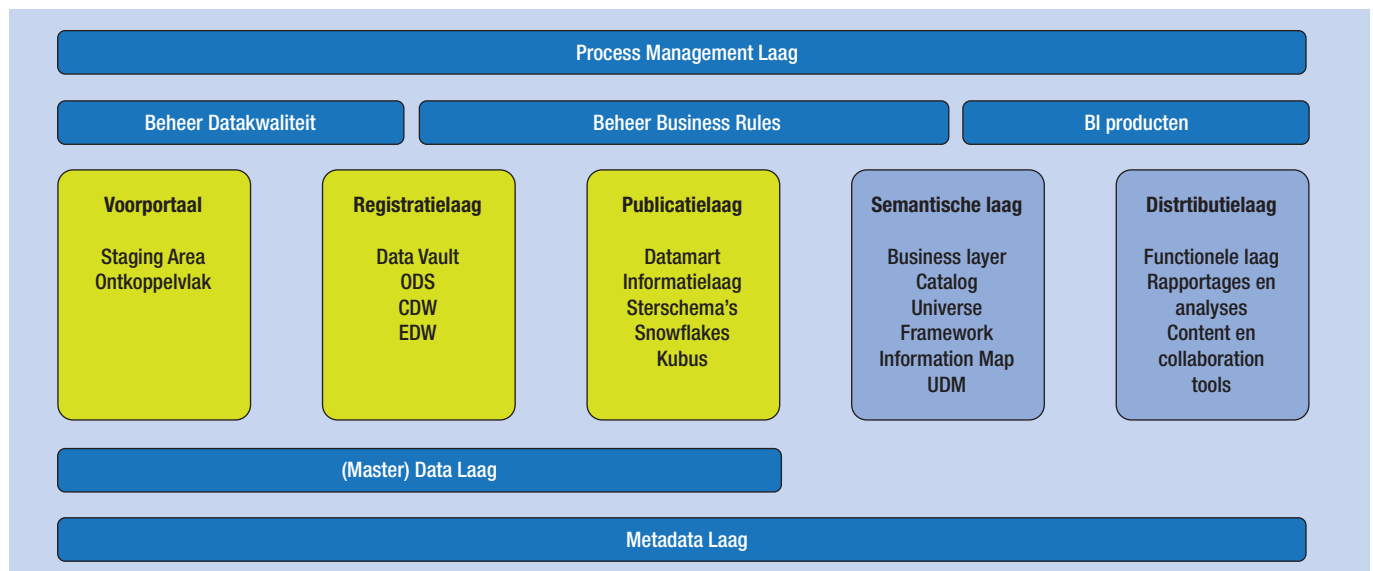 Process Management Laag
Beheer Datakwaliteit
Beheer Business Rules
BI producten
Voorportaal
Staging Area
Ontkoppelvlak
Registratielaag
Data Vault
ODS
CDW
EDW
Publicatielaag
Datamart
Informatielaag
Sterschema's
Snowflakes
Kubus
Semantische laag
Business layer
Catalog
Universe
Framework
Information Map
UDM
Distrtibutielaag
Functionele laag
Rapportages en
analyses
Content en
collaboration
tools
(Master) Data Laag
Metadata Laag